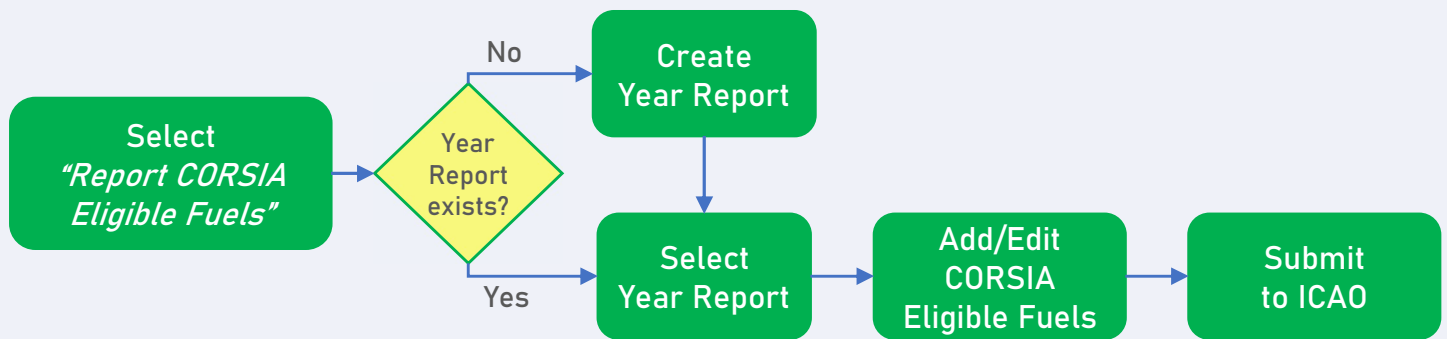 Select
“Report CORSIA
Eligible Fuels”
Year
Report
exists?
No
Create
Year Report
Yes
Select
Year Report
Add/Edit
CORSIA
Eligible Fuels
Submit
to ICAO